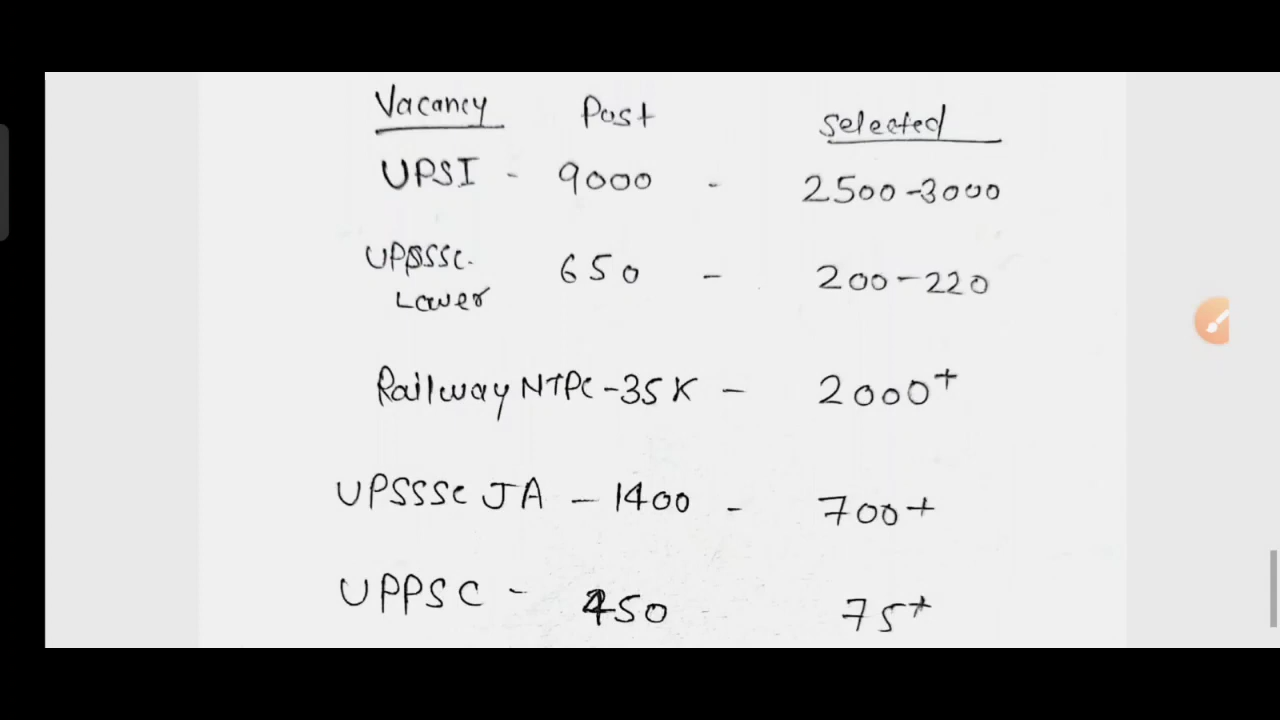 Vacancy Post Selected
UPSI - 9000 - 2500-3000
UPSSSC. 650 - 200-220
Lower
Railway NTPC -35K - 2000+
UPSSSC JA - 1400 - 700+
UPPSC - 450 75+